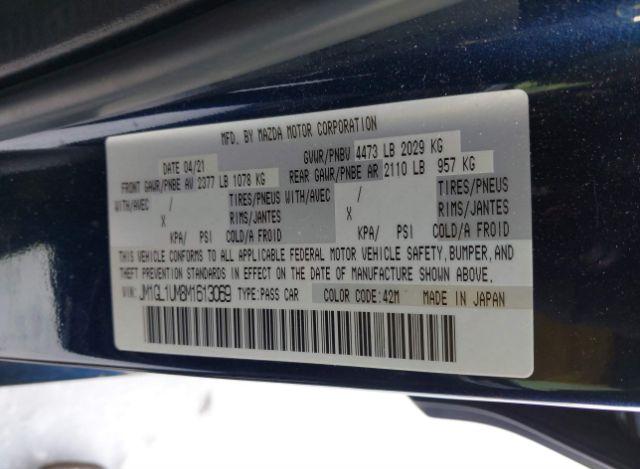 MFD. BY MAZDA MOTOR CORPORATION
DATE 04/21 GVWR/PNBV 4473 LB 2029 KG
FRONT GAWR/PNBE AV 2377 LB 1078 KG REAR GAWR/PNBE AR 2110 LB 957 KG
WITH/AVEC / TIRES/PNEUS WITH/AVEC / TIRES/PNEUS
X RIMS/JANTES X RIMS/JANTES
KPA/ PSI COLD/A FROID KPA/ PSI COLD/A FROID
THIS VEHICLE CONFORMS TO ALL APPLICABLE FEDERAL MOTOR VEHICLE SAFETY, BUMPER, AND
THEFT PREVENTION STANDARDS IN EFFECT ON THE DATE OF MANUFACTURE SHOWN ABOVE.
VIN: JM1GL1UM8M1613069 TYPE: PASS CAR COLOR CODE: 42M MADE IN JAPAN